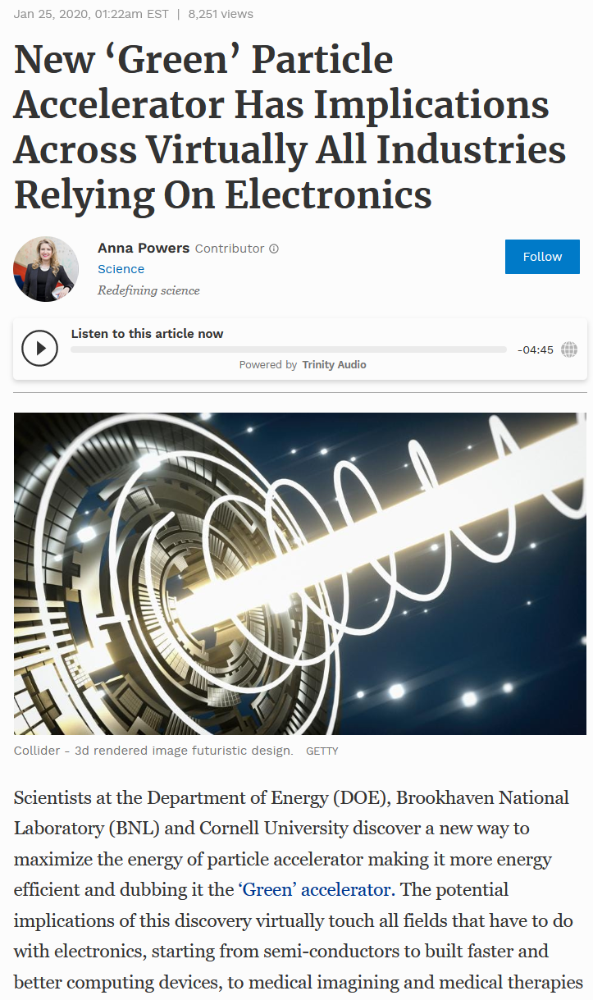 Jan 25, 2020, 01:22am EST | 8,251 views
New ‘Green’ Particle
Accelerator Has Implications
Across Virtually All Industries
Relying On Electronics
Anna Powers Contributor
Science
Redefining science
Follow
Listen to this article now
-04:45
Powered by Trinity Audio
Collider - 3d rendered image futuristic design. GETTY
Scientists at the Department of Energy (DOE), Brookhaven National
Laboratory (BNL) and Cornell University discover a new way to
maximize the energy of particle accelerator making it more energy
efficient and dubbing it the ‘Green’ accelerator. The potential
implications of this discovery virtually touch all fields that have to do
with electronics, starting from semi-conductors to built faster and
better computing devices, to medical imagining and medical therapies